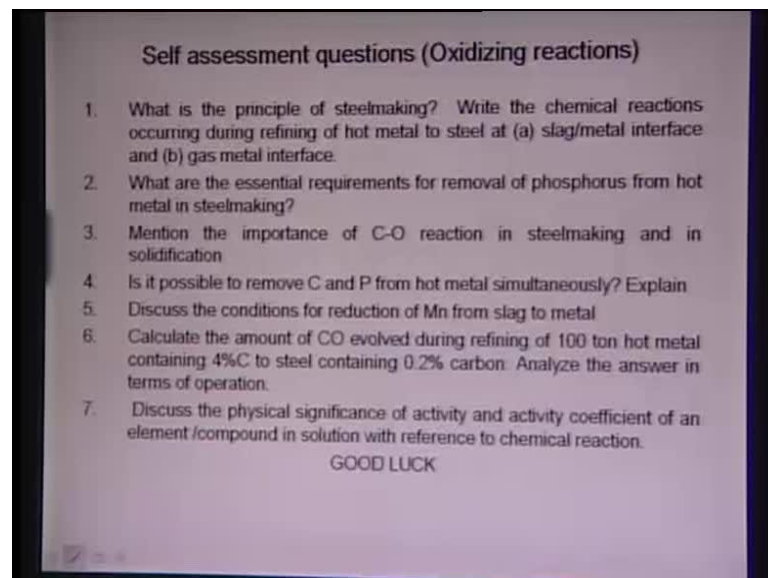 Self assessment questions (Oxidizing reactions)
1. What is the principle of steelmaking? Write the chemical reactions
occurring during refining of hot metal to steel at (a) slag/metal interface
and (b) gas metal interface.
2. What are the essential requirements for removal of phosphorus from hot
metal in steelmaking?
3. Mention the importance of C-O reaction in steelmaking and in
solidification
4. Is it possible to remove C and P from hot metal simultaneously? Explain
5. Discuss the conditions for reduction of Mn from slag to metal
6. Calculate the amount of CO evolved during refining of 100 ton hot metal
containing 4%C to steel containing 0.2% carbon. Analyze the answer in
terms of operation.
7. Discuss the physical significance of activity and activity coefficient of an
element /compound in solution with reference to chemical reaction.
GOOD LUCK